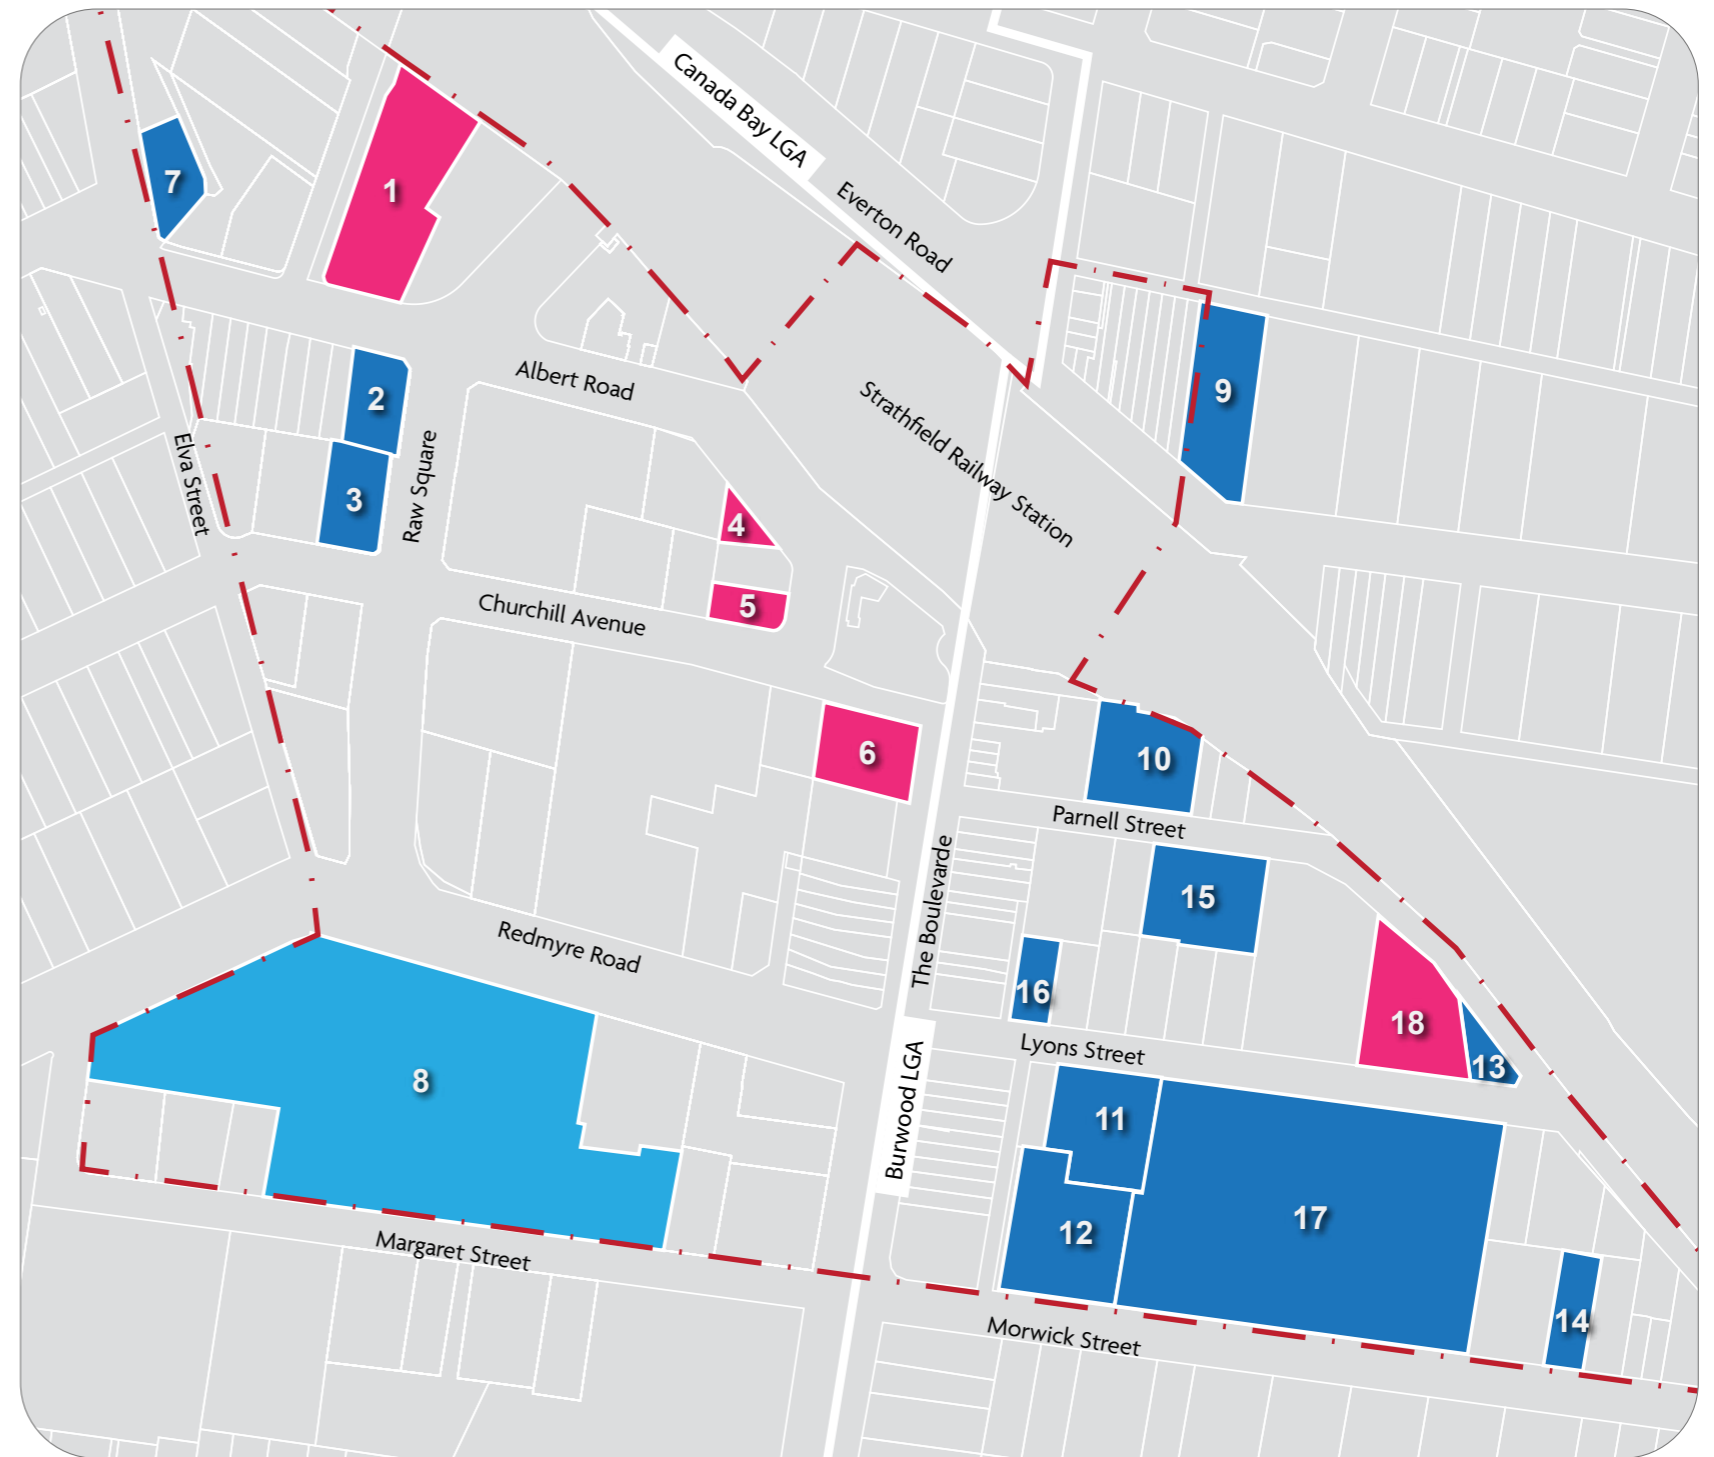 Canada Bay LGA
7
1
Everton Road
Albert Road
2
9
Strathfield Railway Station
Elva Street
Raw Square
3
4
Churchill Avenue
5
6
10
Parnell Street
The Boulevarde
15
Redmyre Road
16
18
Lyons Street
13
8
Burwood LGA
11
12
17
Margaret Street
Morwick Street
14